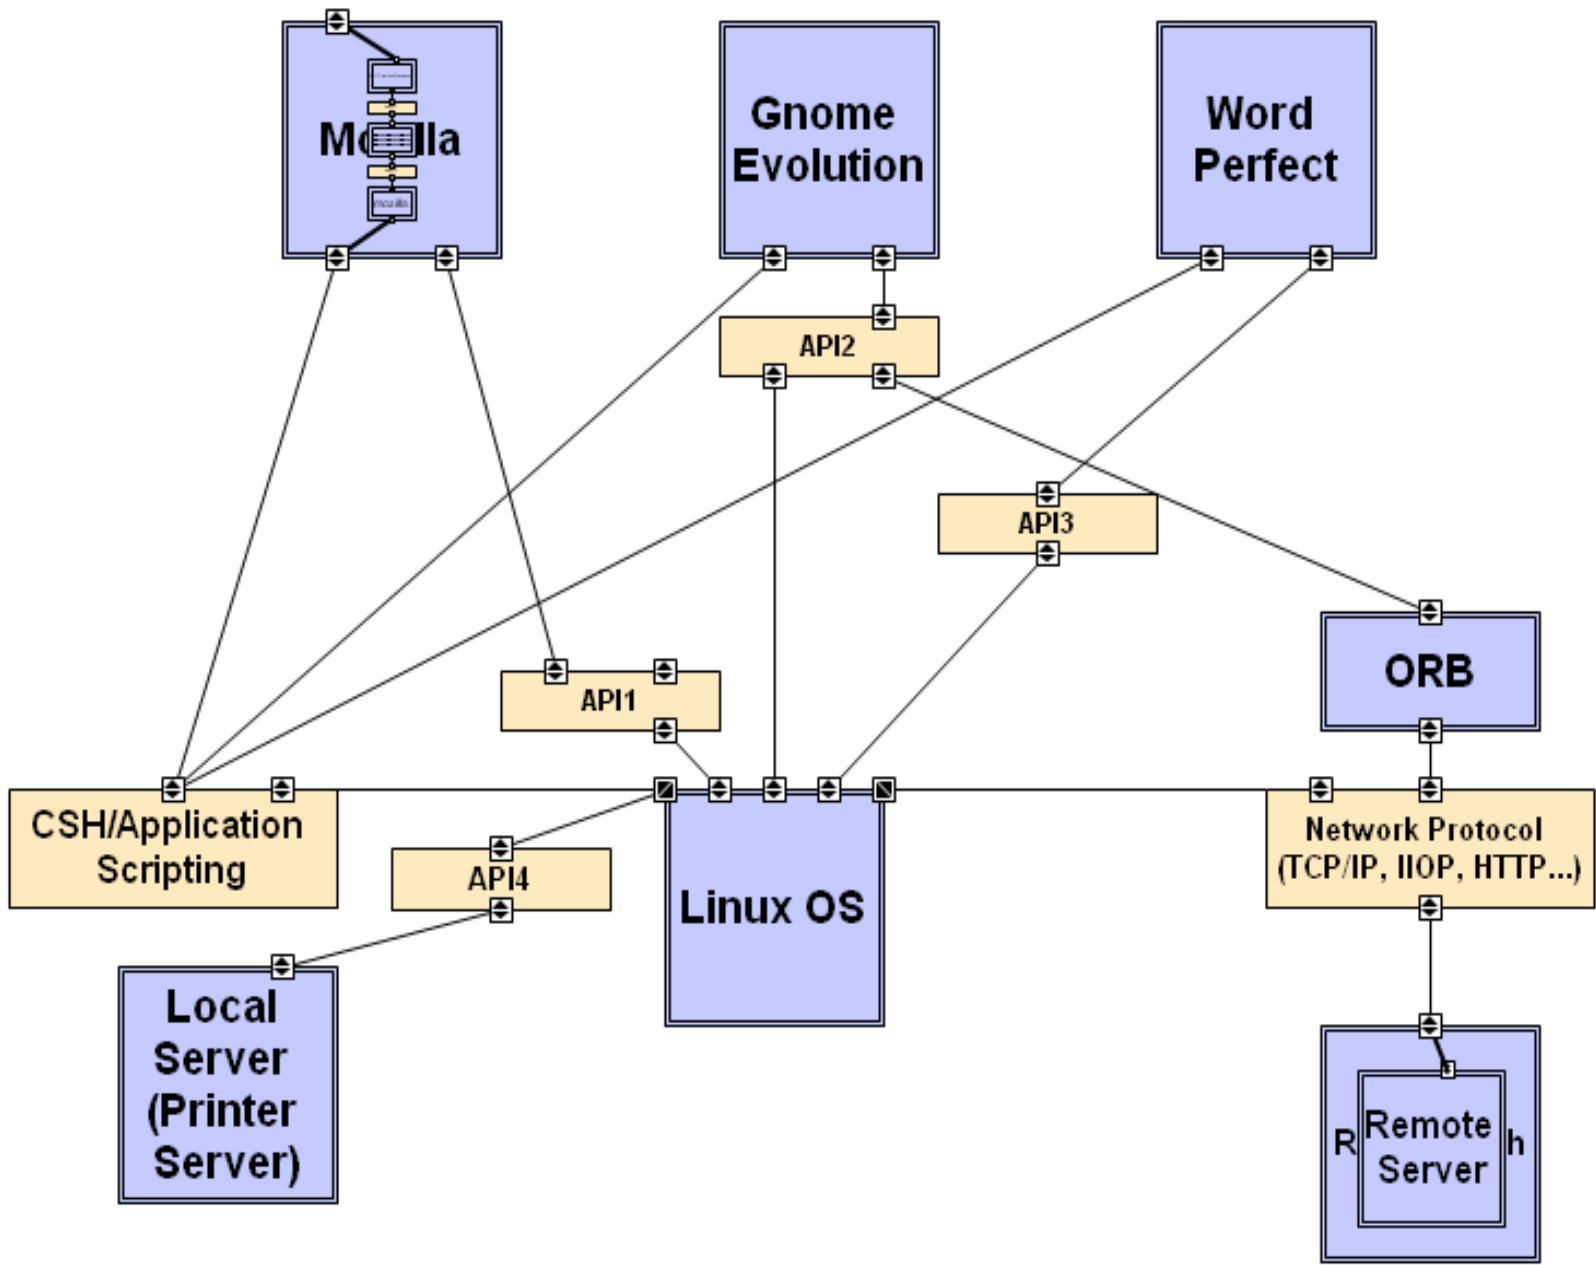 Gnome
Evolution
Word
Perfect
mozilla
API2
API3
ORB
API1
CSH/Application
Scripting
Network Protocol
(TCP/IP, IIOP, HTTP...)
API4
Linux OS
Local
Server
(Printer
Server)
Remote
Server